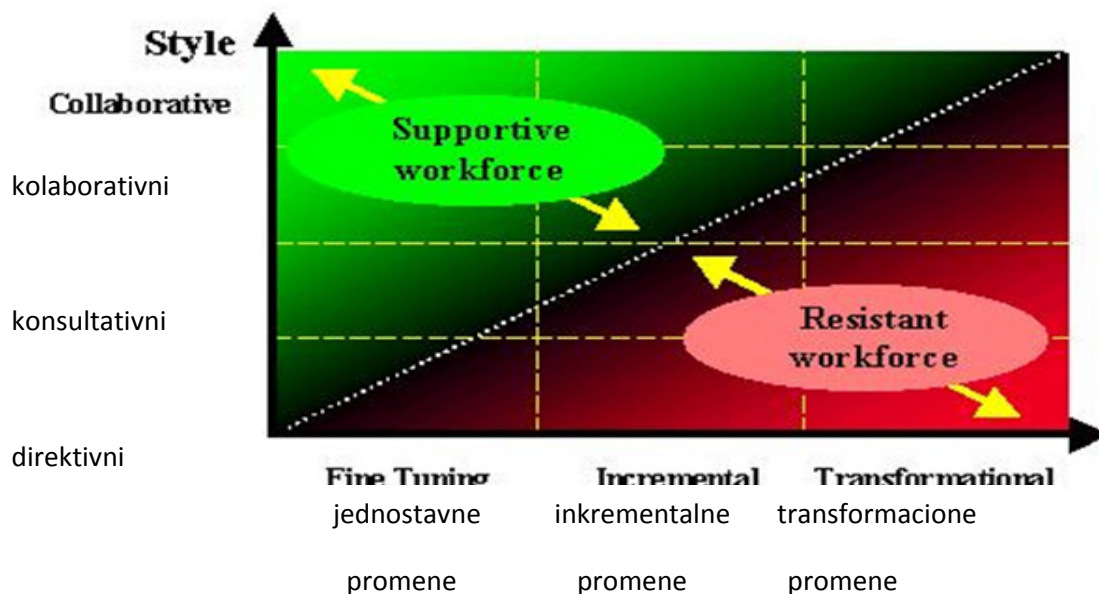 Style
Collaborative
Supportive
workforce
kolaborativni
konsultativni
Resistant
workforce
direktivni
Fine Tuning Incremental Transformational
jednostavne inkrementalne transformacione
promene promene promene